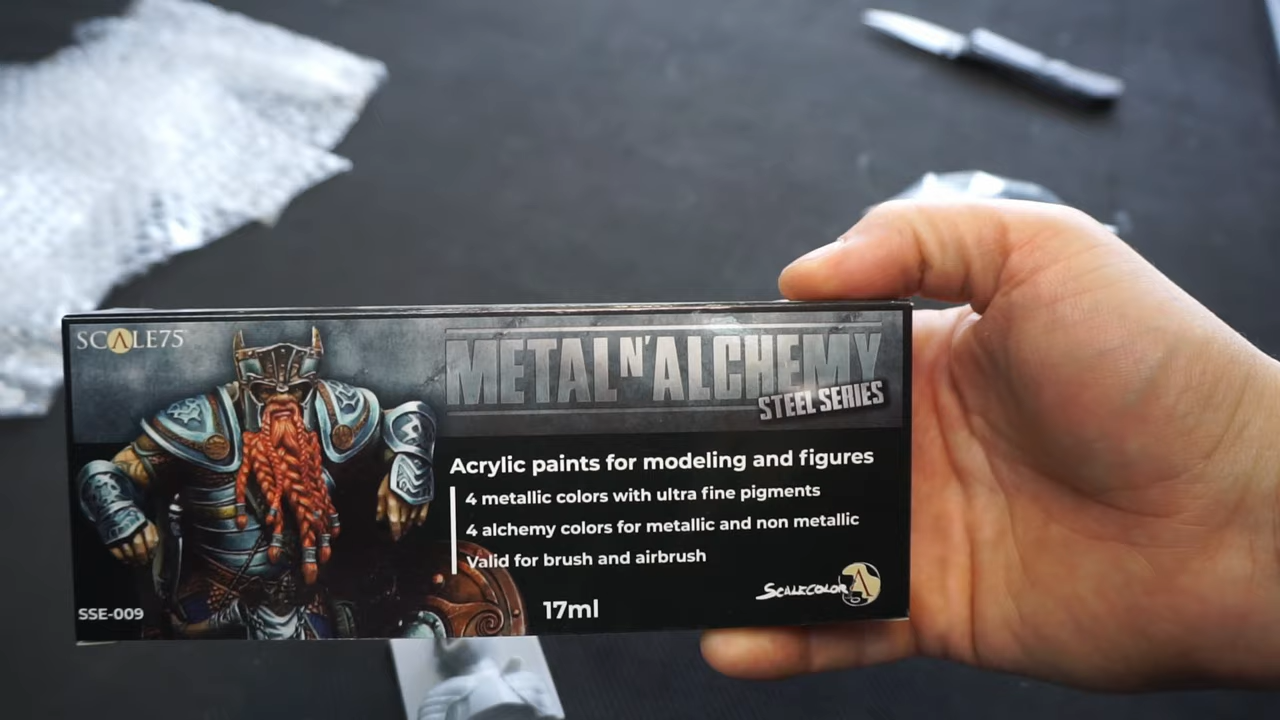 SCALE75
METAL N' ALCHEMY
STEEL SERIES
Acrylic paints for modeling and figures
4 metallic colors with ultra fine pigments
4 alchemy colors for metallic and non metallic
Valid for brush and airbrush
SCALECOLOR
SSE-009
17ml